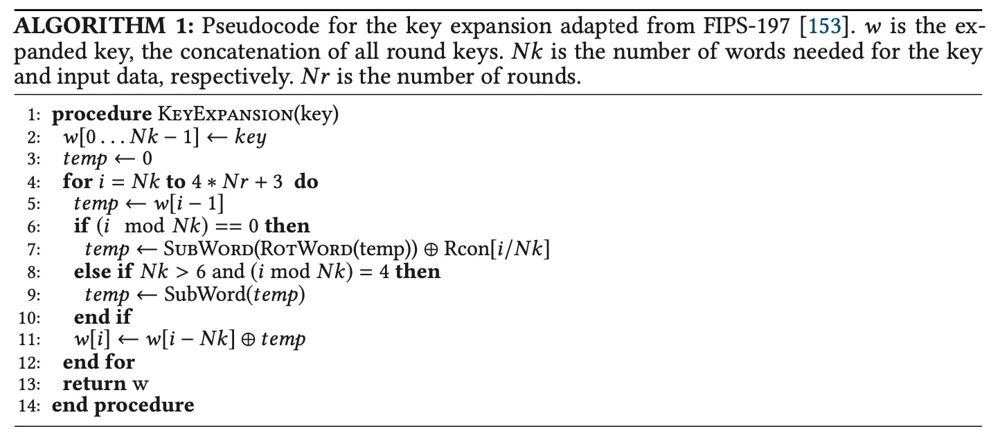 ALGORITHM 1: Pseudocode for the key expansion adapted from FIPS-197 [153]. w is the ex-
panded key, the concatenation of all round keys. Nk is the number of words needed for the key
and input data, respectively. Nr is the number of rounds.
1: procedure KEYEXPANSION(key)
2: w[0 . . . Nk − 1] ← key
3: temp ← 0
4: for i = Nk to 4 ∗ Nr + 3 do
5: temp ← w[i − 1]
6: if (i mod Nk) == 0 then
7: temp ← SUBWORD(ROTWORD(temp)) ⊕ Rcon[i/Nk]
8: else if Nk > 6 and (i mod Nk) = 4 then
9: temp ← SubWord(temp)
10: end if
11: w[i] ← w[i − Nk] ⊕ temp
12: end for
13: return w
14: end procedure